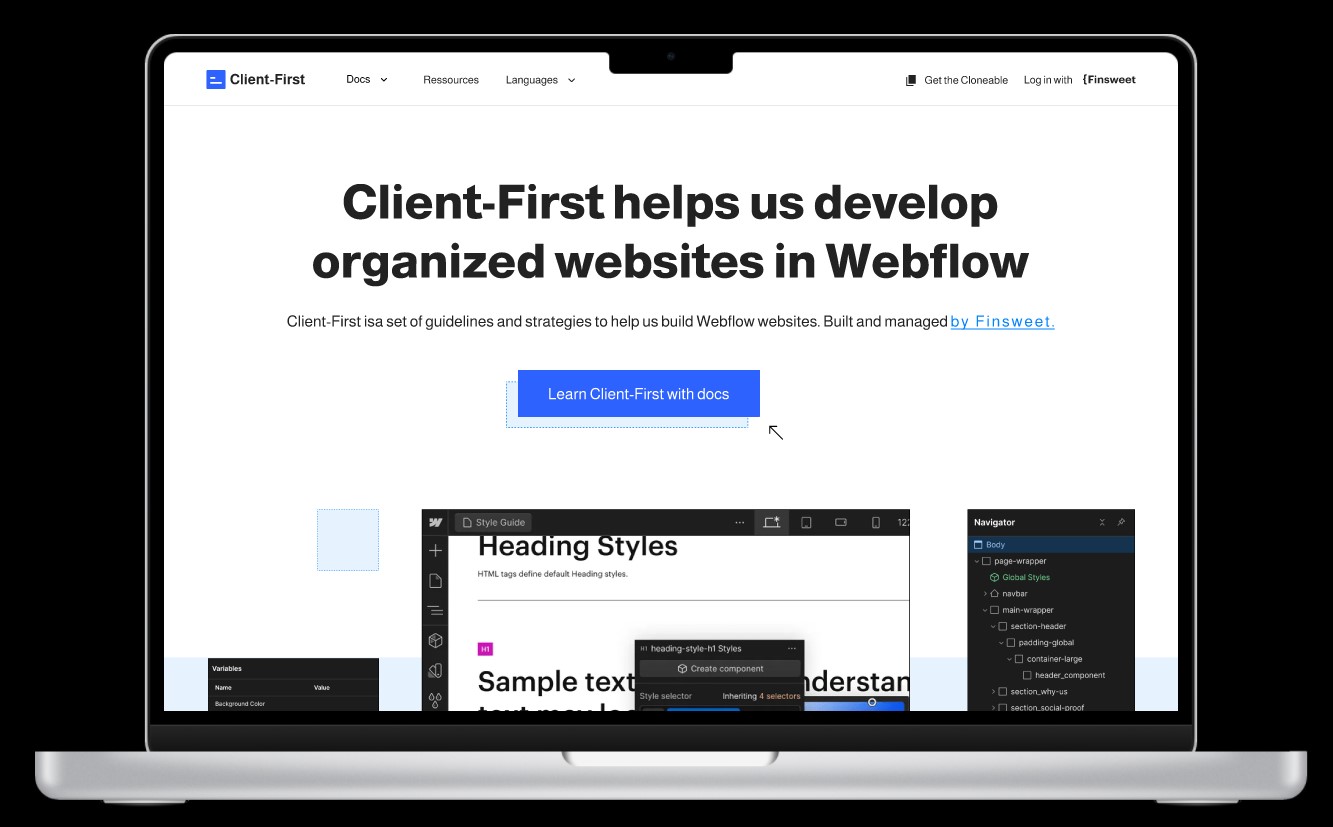 Client-First
Docs
Ressources
Languages
Get the Cloneable
Log in with {Finsweet
Client-First helps us develop
organized websites in Webflow
Client-First isa set of guidelines and strategies to help us build Webflow websites. Built and managed by Finsweet.
Learn Client-First with docs
Style Guide
Heading Styles
HTML tags define default Heading styles.
H1
Sample text
nderstan
H1 heading-style-h1 Styles
Create component
Style selector
Inheriting 4 selectors
Variables
Name Value
Background Color
Navigator
Body
page-wrapper
Global Styles
navbar
main-wrapper
section-header
padding-global
container-large
header_component
section_why-us
section_social-proof